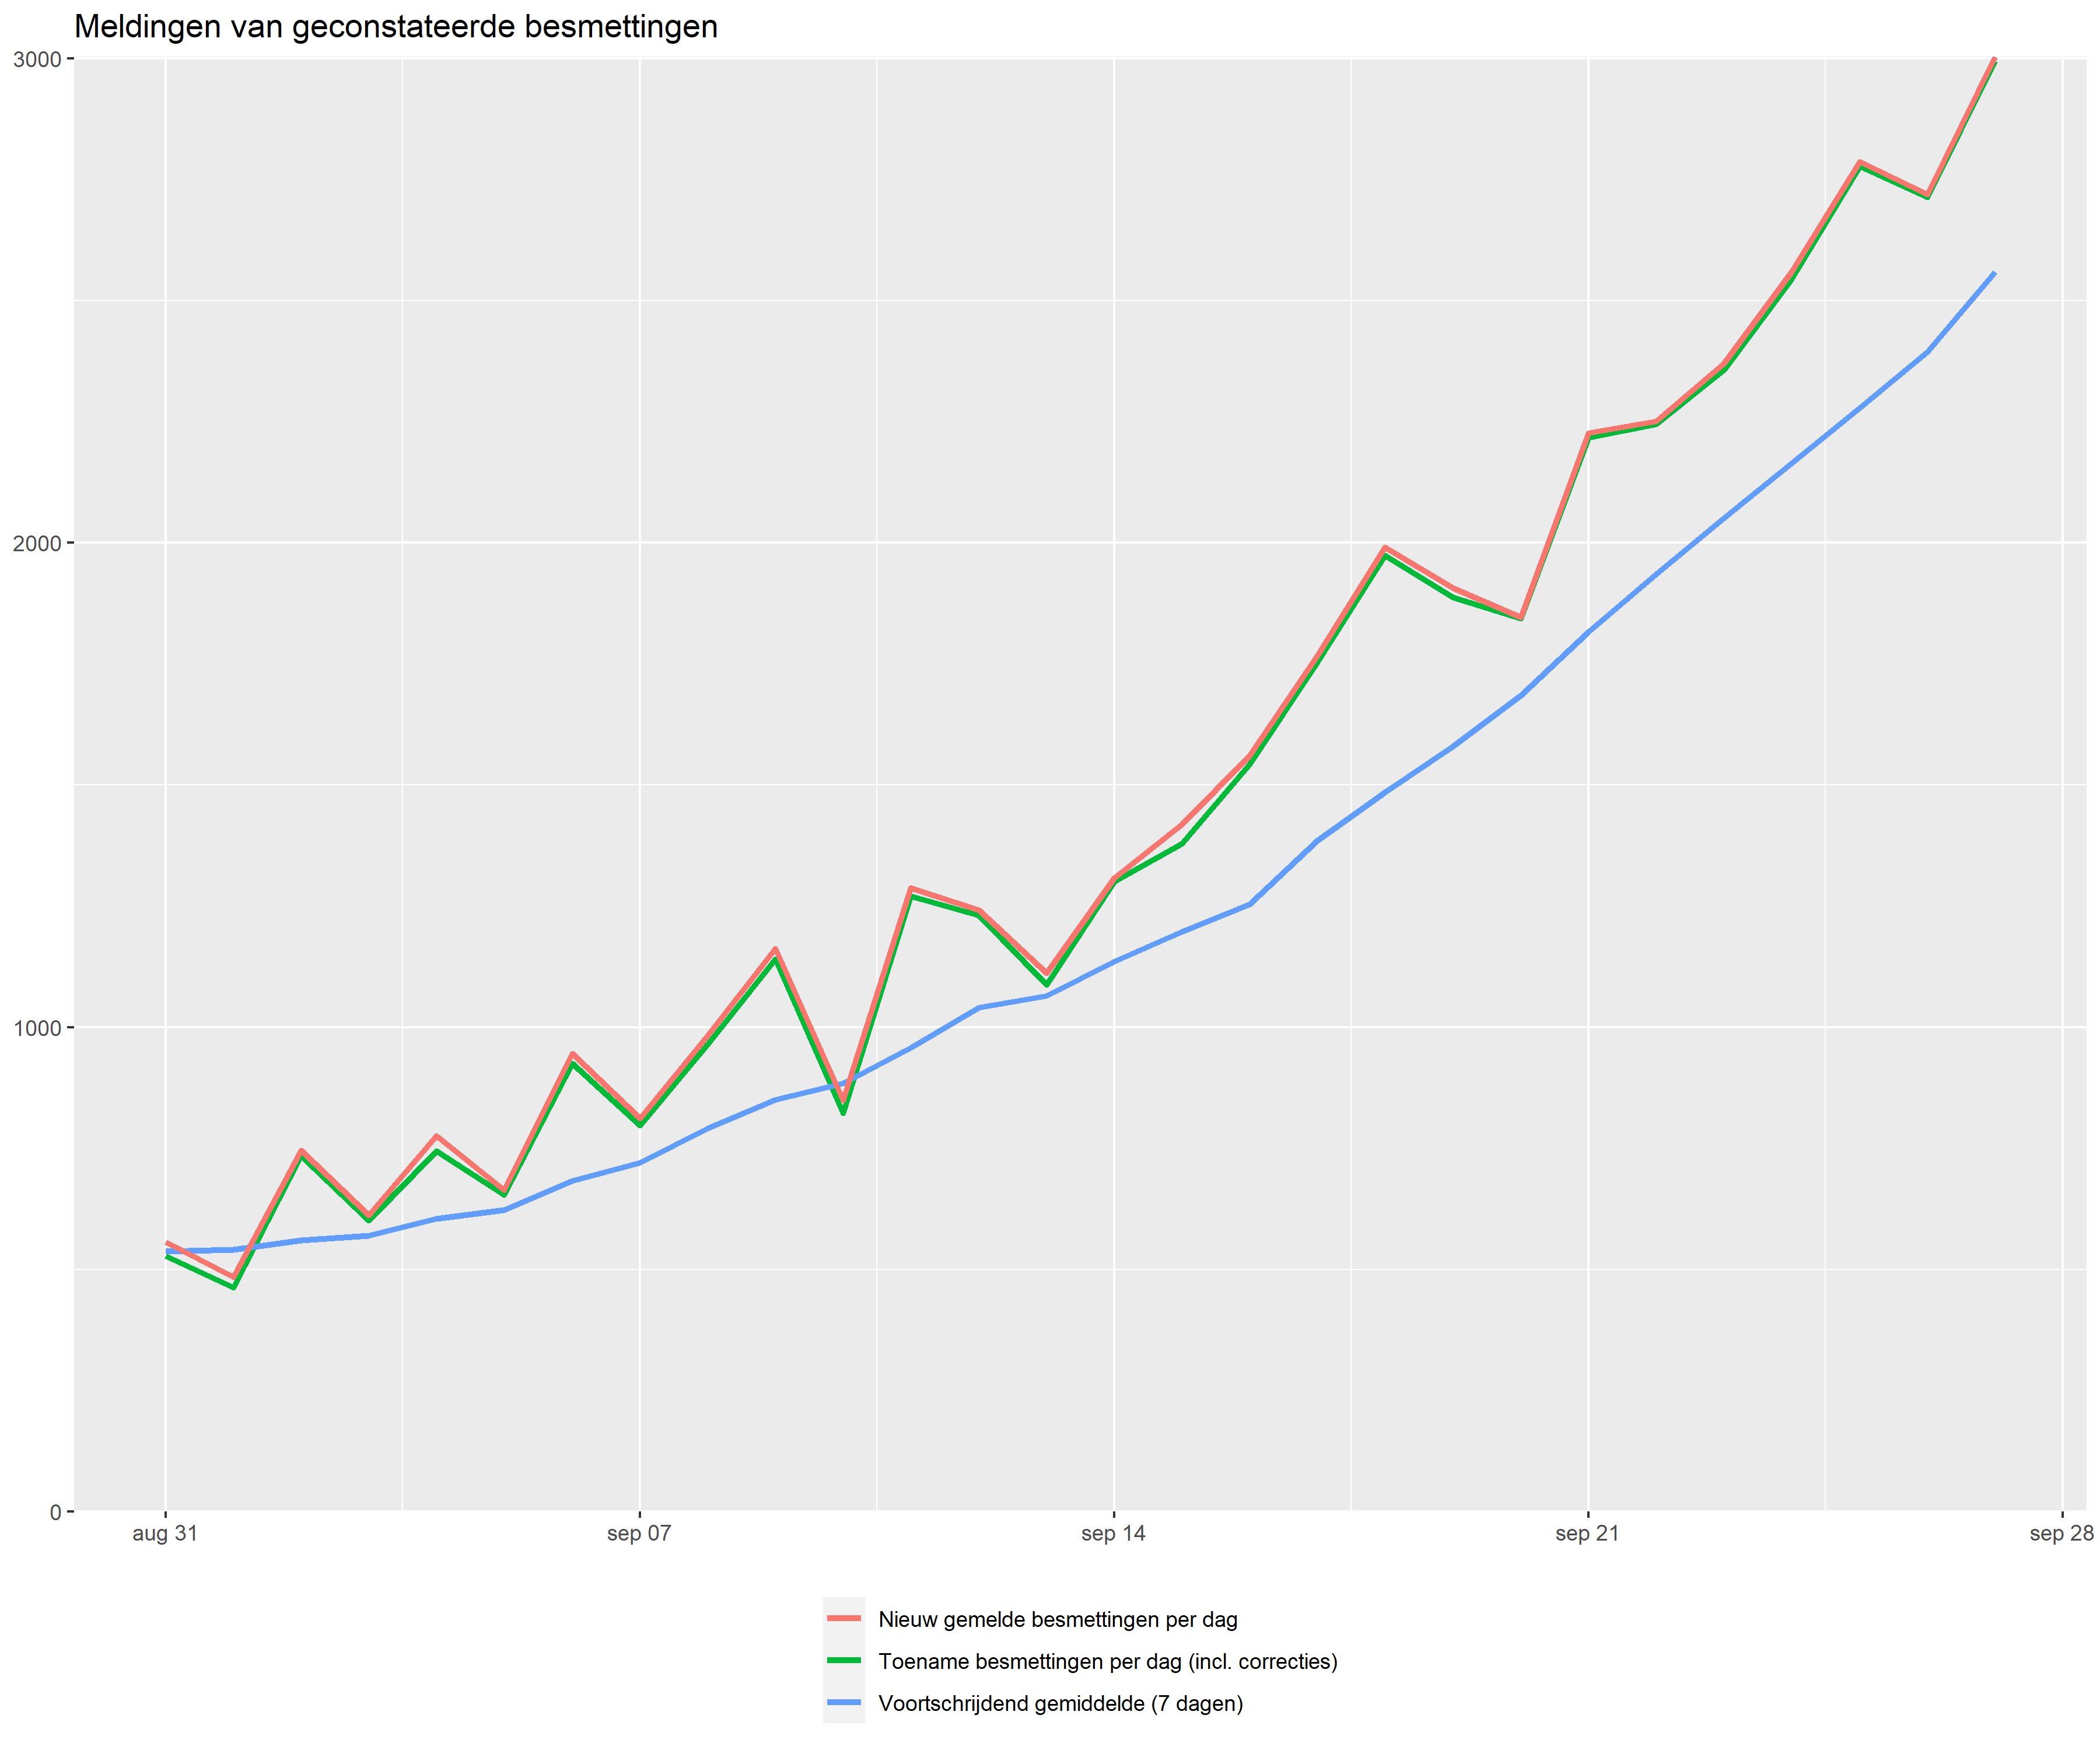 Meldingen van geconstateerde besmettingen
3000
2000
1000
0
aug 31 sep 07 sep 14 sep 21 sep 28
Nieuw gemelde besmettingen per dag
Toename besmettingen per dag (incl. correcties)
Voortschrijdend gemiddelde (7 dagen)